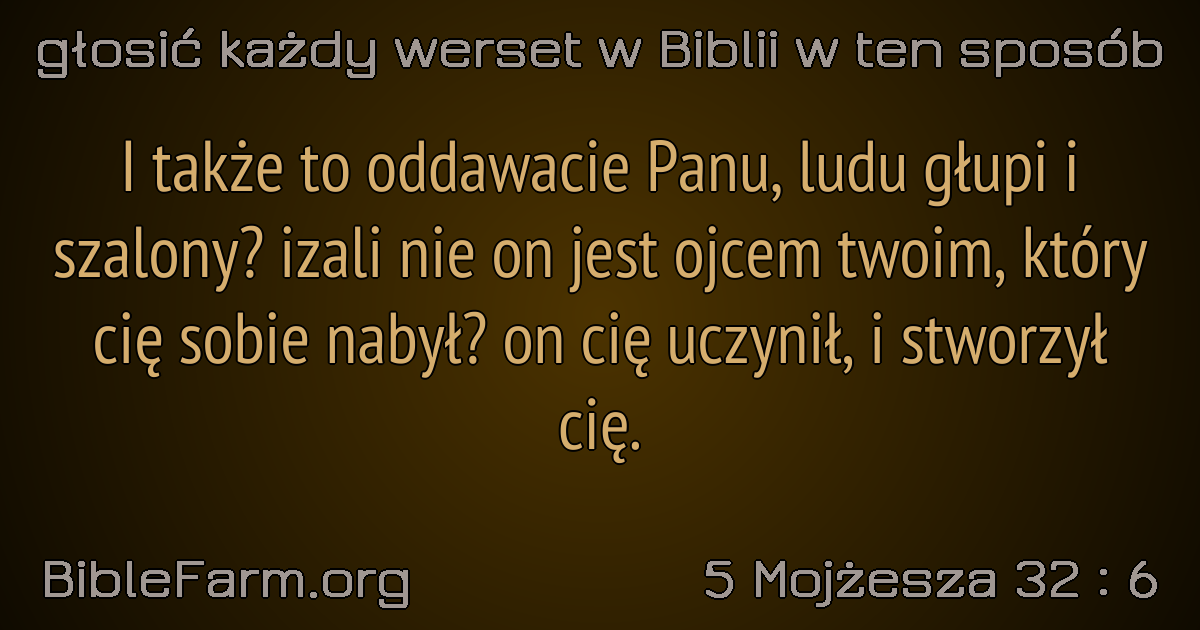 głosić każdy werset w Biblii w ten sposób
I także to oddawacie Panu, ludu głupi i
szalony? izali nie on jest ojcem twoim, który
cię sobie nabył? on cię uczynił, i stworzył
cię.
BibleFarm.org
5 Mojżesza 32 : 6